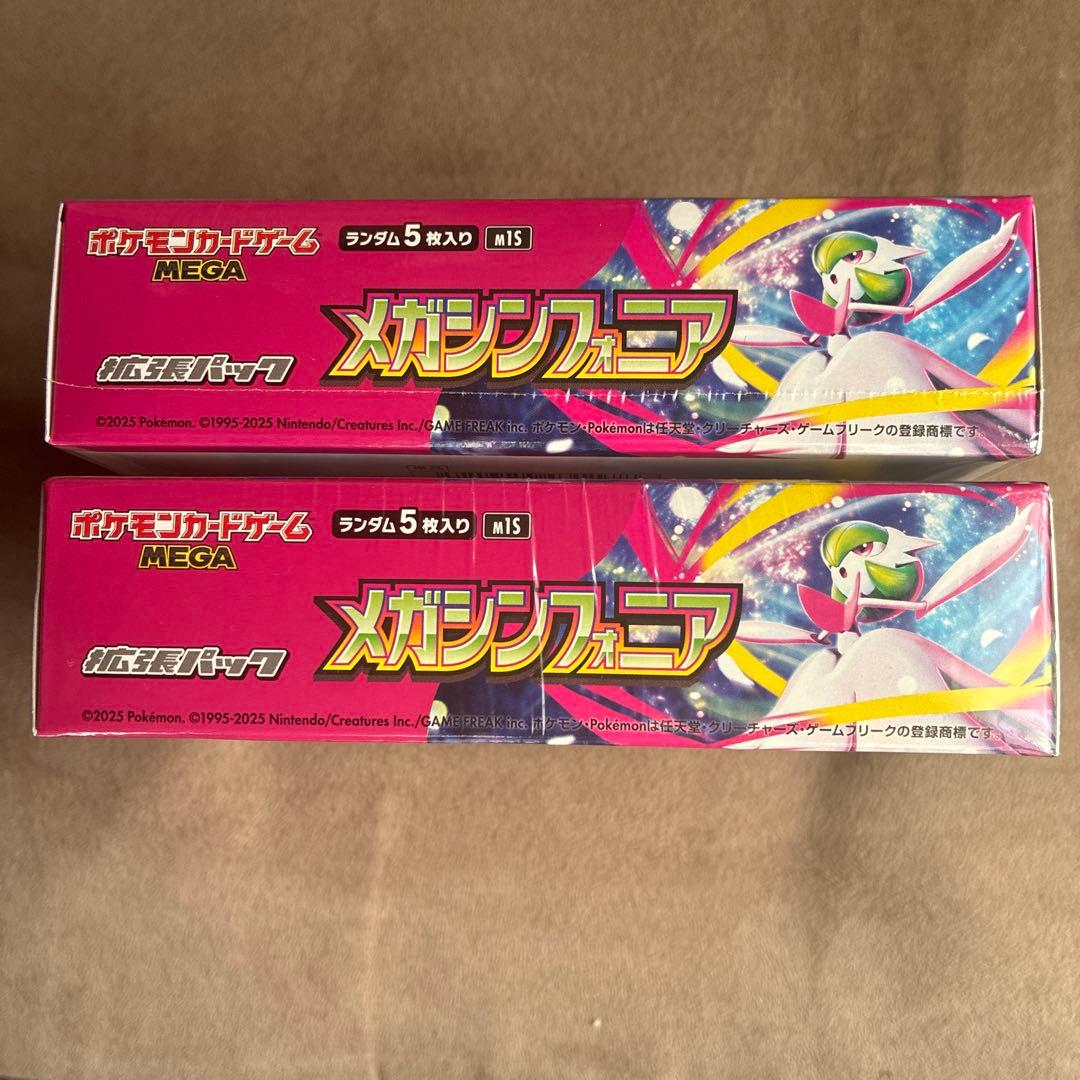 ポケモンカードゲーム
MEGA
ランダム5枚入り M1S
メガシンフォニア
拡張パック
©2025 Pokémon. ©1995-2025 Nintendo/Creatures Inc./GAME FREAK inc. ポケモン・Pokémonは任天堂・クリーチャーズ・ゲームフリークの登録商標です。
ポケモンカードゲーム
MEGA
ランダム5枚入り M1S
メガシンフォニア
拡張パック
©2025 Pokémon. ©1995-2025 Nintendo/Creatures Inc./GAME FREAK inc. ポケモン・Pokémonは任天堂・クリーチャーズ・ゲームフリークの登録商標です。